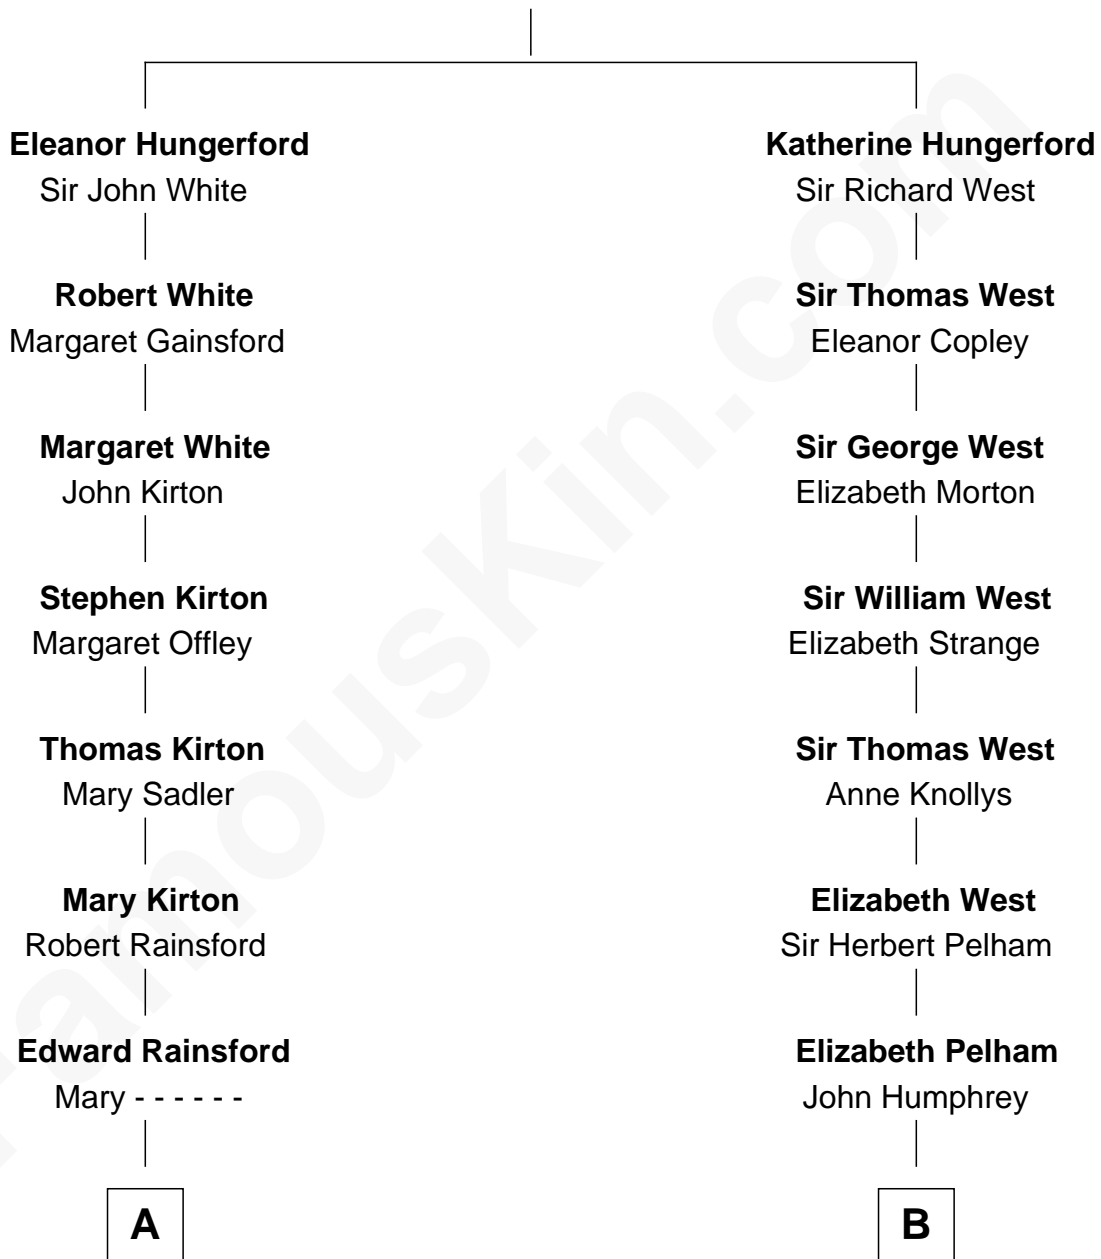 Eleanor Hungerford
Sir John White
Robert White
Margaret Gainsford
Margaret White
John Kirton
Stephen Kirton
Margaret Offley
Thomas Kirton
Mary Sadler
Mary Kirton
Robert Rainsford
Edward Rainsford
Mary - - - - - -
A
Katherine Hungerford
Sir Richard West
Sir Thomas West
Eleanor Copley
Sir George West
Elizabeth Morton
Sir William West
Elizabeth Strange
Sir Thomas West
Anne Knollys
Elizabeth West
Sir Herbert Pelham
Elizabeth Pelham
John Humphrey
B
FamousKin.com